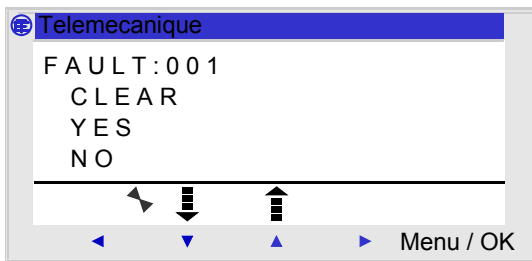 Telemecanique
FAULT:001
CLEAR
YES
NO
Menu / OK